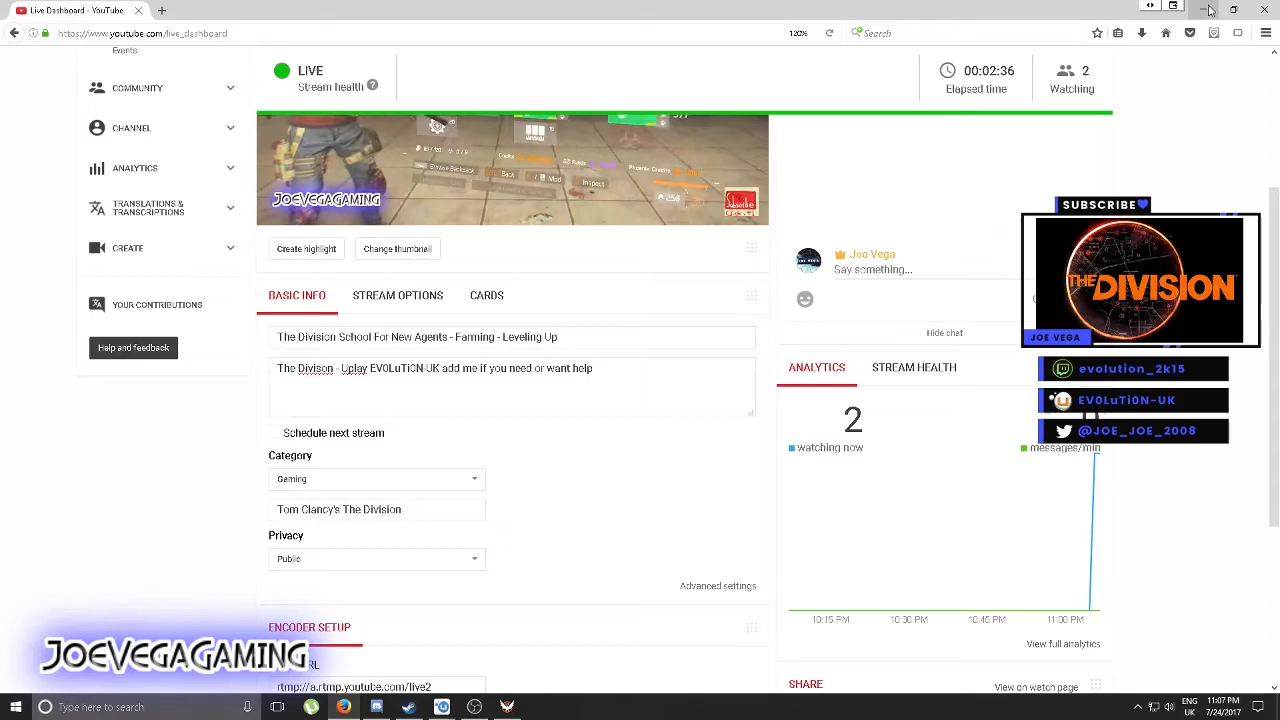 Live Dashboard - YouTube
https://www.youtube.com/live_dashboard
120%
Search
Events
COMMUNITY
CHANNEL
ANALYTICS
TRANSLATIONS &
TRANSCRIPTIONS
CREATE
YOUR CONTRIBUTIONS
Help and feedback
LIVE
Stream health
00:02:36
Elapsed time
2
Watching
Back
Mod
Inspect
256
JOEVEGAGAMING
Subscribe
Create highlight
Change thumbnail
BASIC INFO
STREAM OPTIONS
CARDS
The Division School For New Agents - Farming - Leveling Up
The Divison - Uplay EV0LuTi0N-UK add me if you need or want help
Schedule next stream
Category
Gaming
Tom Clancy's The Division
Privacy
Public
Advanced settings
ENCODER SETUP
rtmp://a.rtmp.youtube.com/live2
Joe Vega
Say something...
Hide chat
ANALYTICS
STREAM HEALTH
2
watching now
messages/min
10:15 PM
10:30 PM
10:45 PM
11:00 PM
View full analytics
SHARE
View on watch page
SUBSCRIBE
THE DIVISION
JOE VEGA
evolution_2k15
EV0LuTi0N-UK
@JOE_JOE_2008
JOEVEGAGAMING
Type here to search
ENG
UK
11:07 PM
7/24/2017